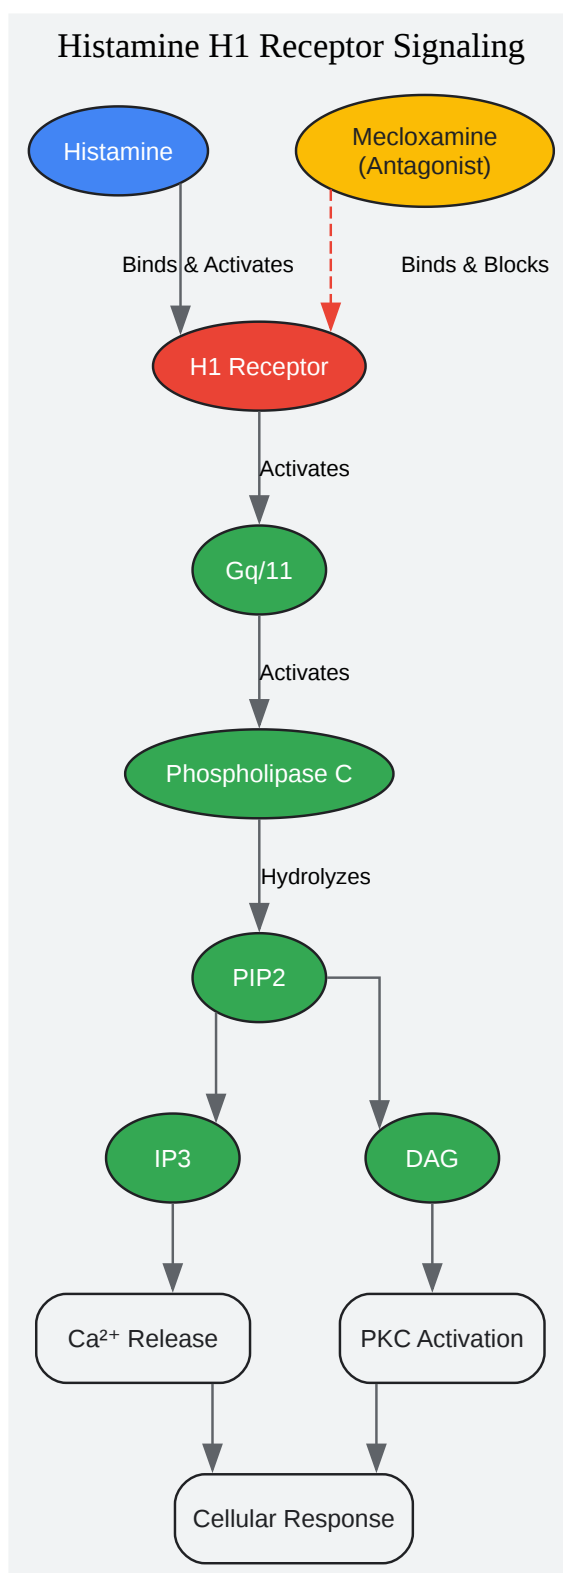 Histamine H1 Receptor Signaling
Histamine
Mecloxamine
(Antagonist)
Binds & Activates
Binds & Blocks
H1 Receptor
Activates
Gq/11
Activates
Phospholipase C
Hydrolyzes
PIP2
IP3
DAG
Ca²⁺ Release
PKC Activation
Cellular Response